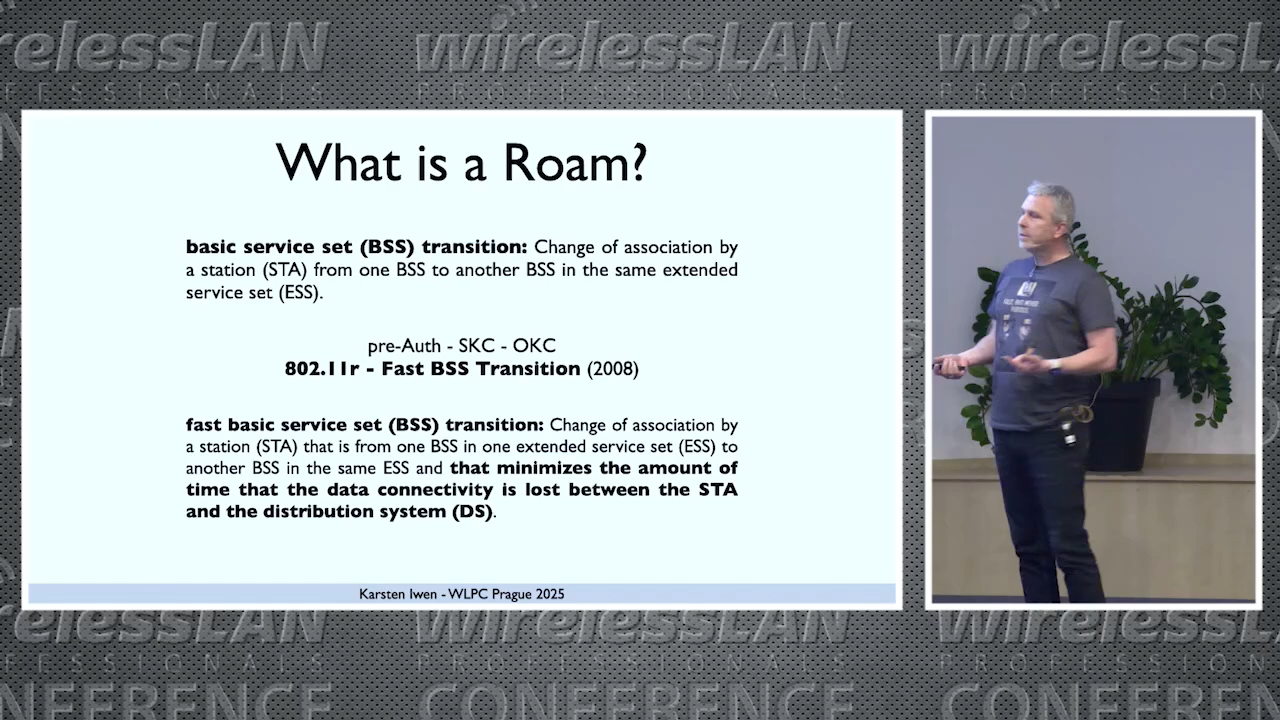 wirelessLAN
PROFESSIONALS
What is a Roam?
basic service set (BSS) transition: Change of association by
a station (STA) from one BSS to another BSS in the same extended
service set (ESS).
pre-Auth - SKC - OKC
802.11r - Fast BSS Transition (2008)
fast basic service set (BSS) transition: Change of association by
a station (STA) that is from one BSS in one extended service set (ESS) to
another BSS in the same ESS and that minimizes the amount of
time that the data connectivity is lost between the STA
and the distribution system (DS).
Karsten Iwen - WLPC Prague 2025
elessLAN
wirelessLAN
wirelessL
PROFESSIONALS
CONFERENCE